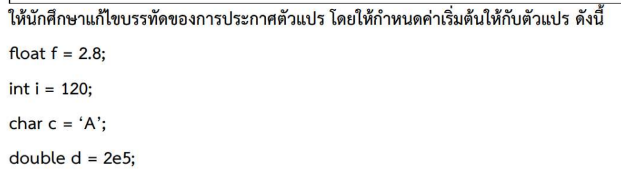 ให้นักศึกษาแก้ไขบรรทัดของการประกาศตัวแปร โดยให้กำหนดค่าเริ่มต้นให้กับตัวแปร ดังนี้
float f = 2.8;
int i = 120;
char c = ‘A’;
double d = 2e5;